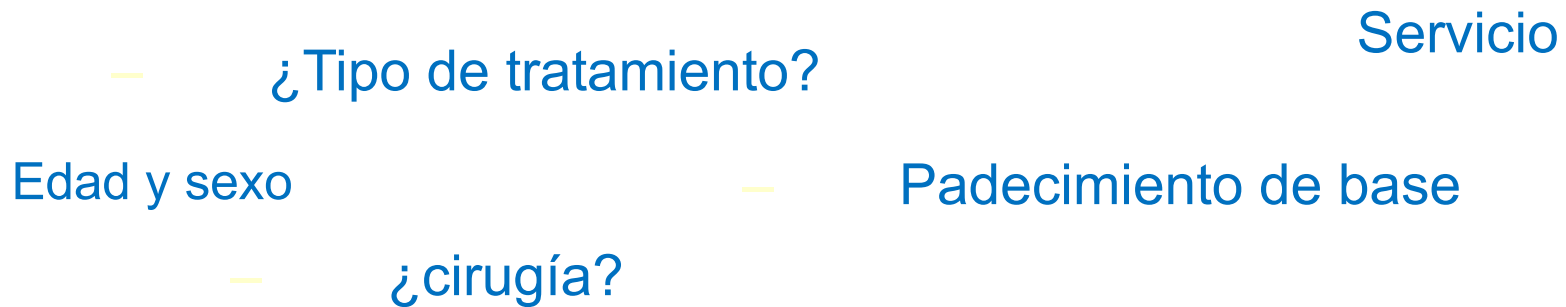 Servicio
– ¿Tipo de tratamiento?
Edad y sexo
– Padecimiento de base
– ¿cirugía?